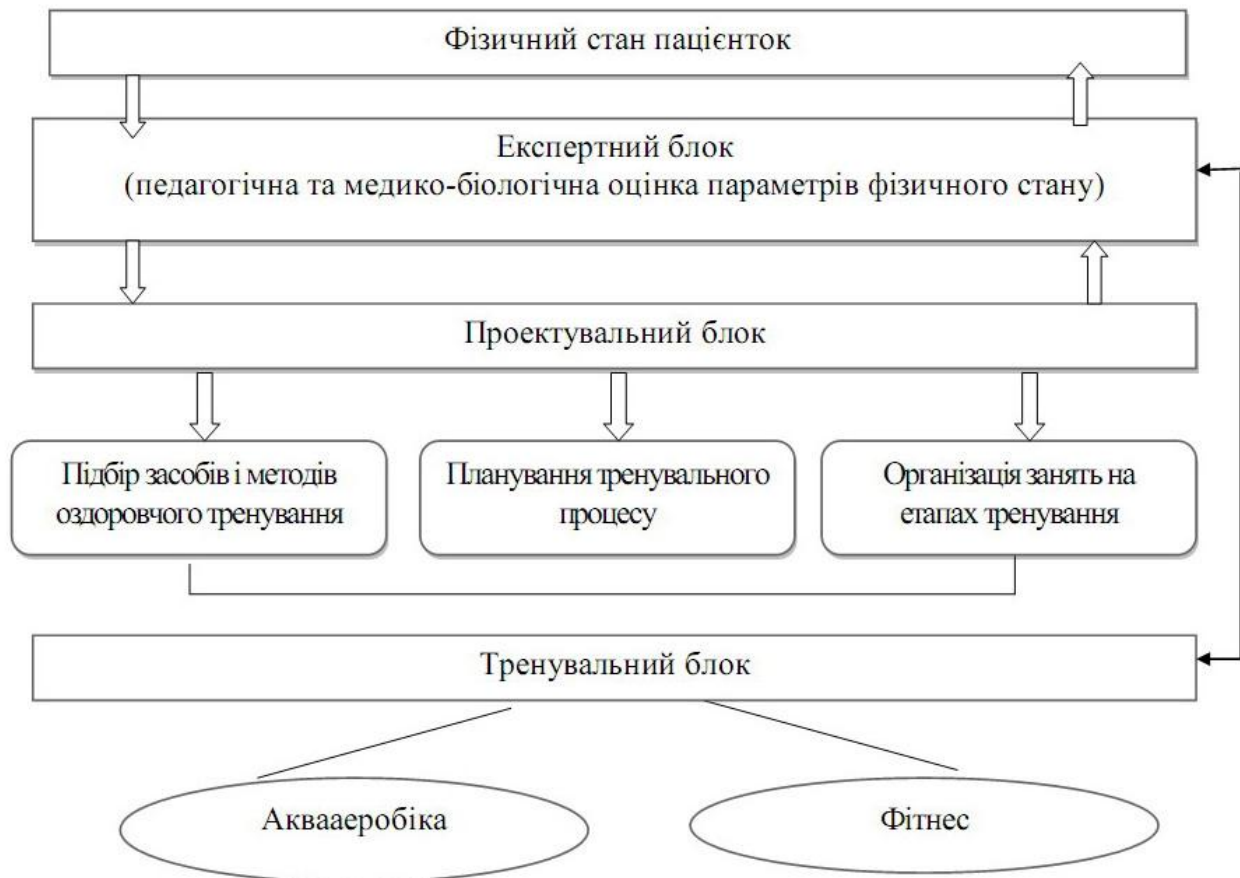 Фізичний стан пацієнток
Експертний блок
(педагогічна та медико-біологічна оцінка параметрів фізичного стану)
Проектувальний блок
Підбір засобів і методів
оздоровчого тренування
Планування тренувального
процесу
Організація занять на
етапах тренування
Тренувальний блок
Аквааеробіка
Фітнес